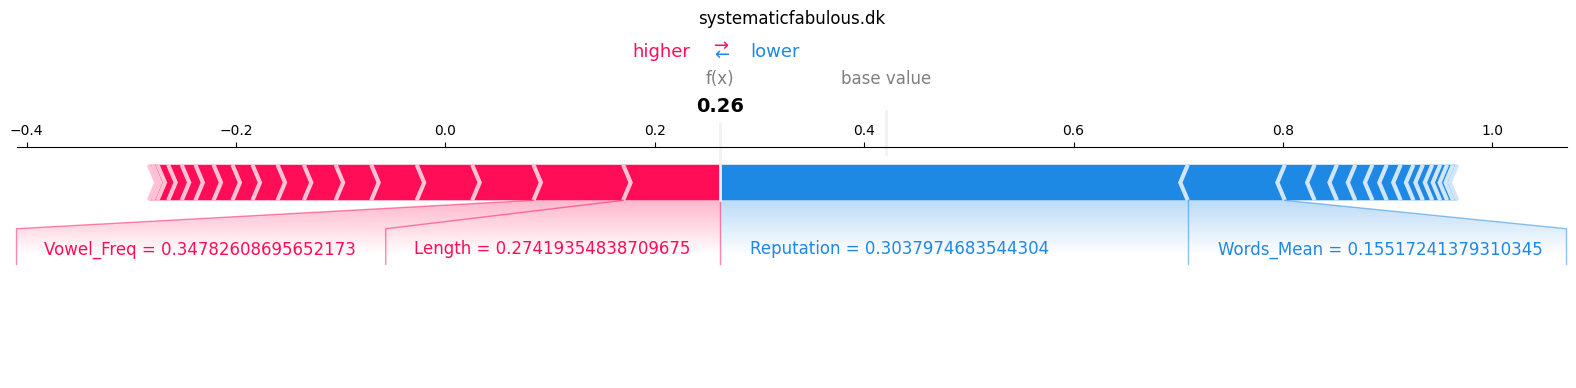 systematicfabulous.dk
higher → ← lower
f(x) base value
0.26
−0.4 −0.2 0.0 0.2 0.4 0.6 0.8 1.0
Vowel_Freq = 0.34782608695652173 Length = 0.27419354838709675 Reputation = 0.3037974683544304 Words_Mean = 0.15517241379310345